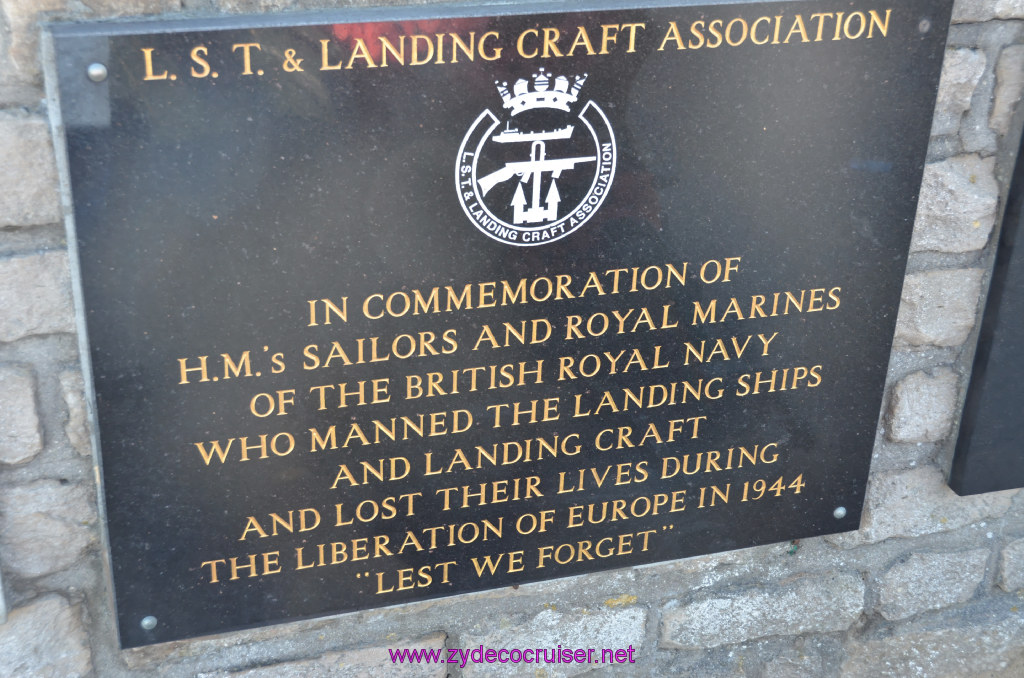 L. S. T. & LANDING CRAFT ASSOCIATION
L.S.T. & LANDING CRAFT ASSOCIATION
IN COMMEMORATION OF
H.M.'s SAILORS AND ROYAL MARINES
OF THE BRITISH ROYAL NAVY
WHO MANNED THE LANDING SHIPS
AND LANDING CRAFT
AND LOST THEIR LIVES DURING
THE LIBERATION OF EUROPE IN 1944
"LEST WE FORGET"
www.zydecocruiser.net